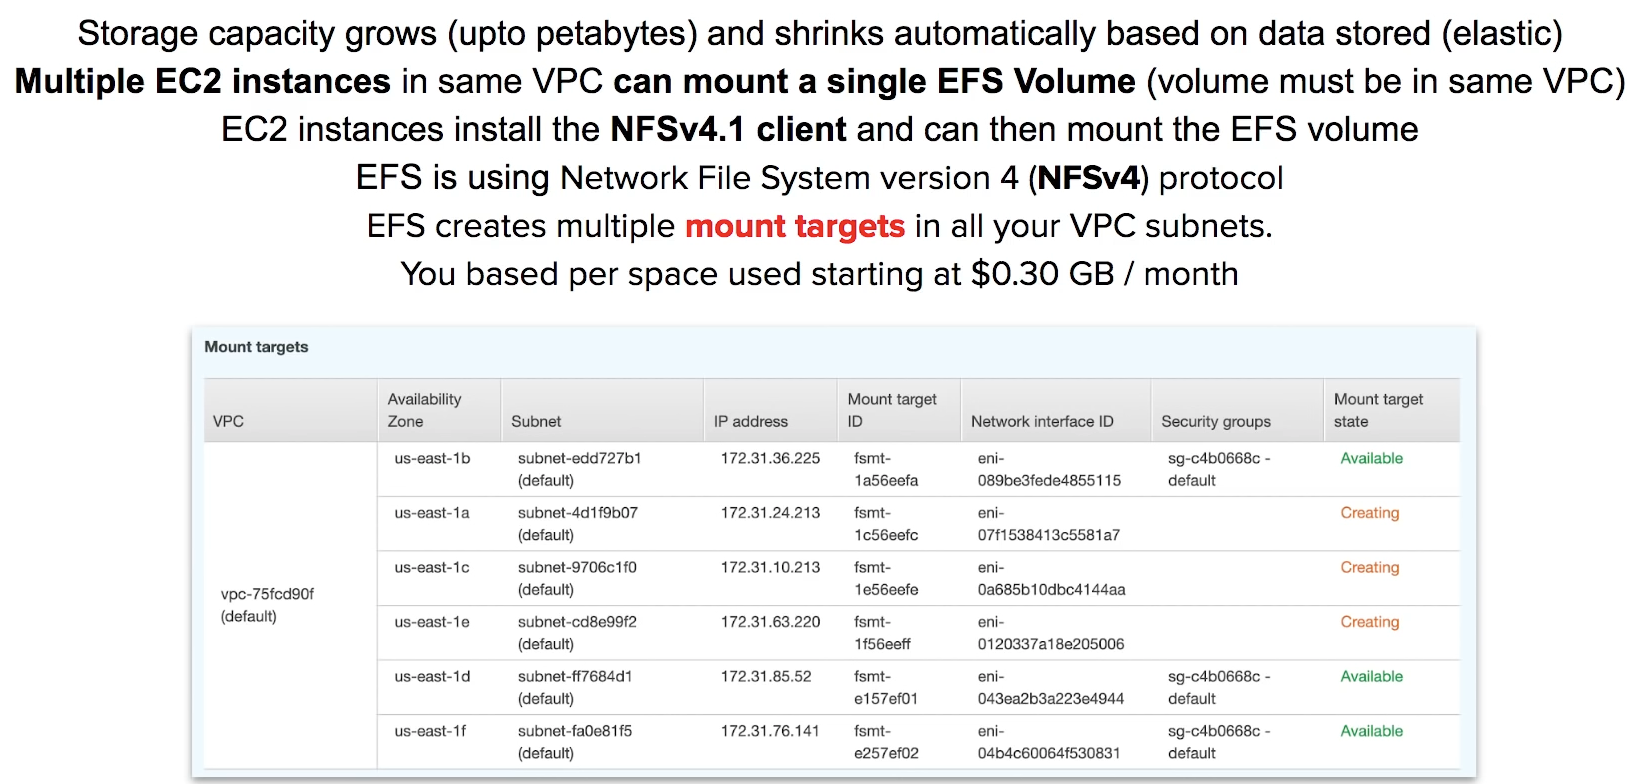 Storage capacity grows (upto petabytes) and shrinks automatically based on data stored (elastic)
Multiple EC2 instances in same VPC can mount a single EFS Volume (volume must be in same VPC)
EC2 instances install the NFSv4.1 client and can then mount the EFS volume
EFS is using Network File System version 4 (NFSv4) protocol
EFS creates multiple mount targets in all your VPC subnets.
You based per space used starting at $0.30 GB / month
Mount targets
VPC
Availability
Zone
Subnet
IP address
Mount target
ID
Network interface ID
Security groups
Mount target
state
vpc-75fcd90f
(default)
us-east-1b
subnet-edd727b1
(default)
172.31.36.225
fsmt-
1a56eefa
eni-
089be3fede4855115
sg-c4b0668c -
default
Available
us-east-1a
subnet-4d1f9b07
(default)
172.31.24.213
fsmt-
1c56eefc
eni-
07f1538413c5581a7
Creating
us-east-1c
subnet-9706c1f0
(default)
172.31.10.213
fsmt-
1e56eefe
eni-
0a685b10dbc4144aa
Creating
us-east-1e
subnet-cd8e99f2
(default)
172.31.63.220
fsmt-
1f56eeff
eni-
0120337a18e205006
Creating
us-east-1d
subnet-ff7684d1
(default)
172.31.85.52
fsmt-
e157ef01
eni-
043ea2b3a223e4944
sg-c4b0668c -
default
Available
us-east-1f
subnet-fa0e81f5
(default)
172.31.76.141
fsmt-
e257ef02
eni-
04b4c60064f530831
sg-c4b0668c -
default
Available